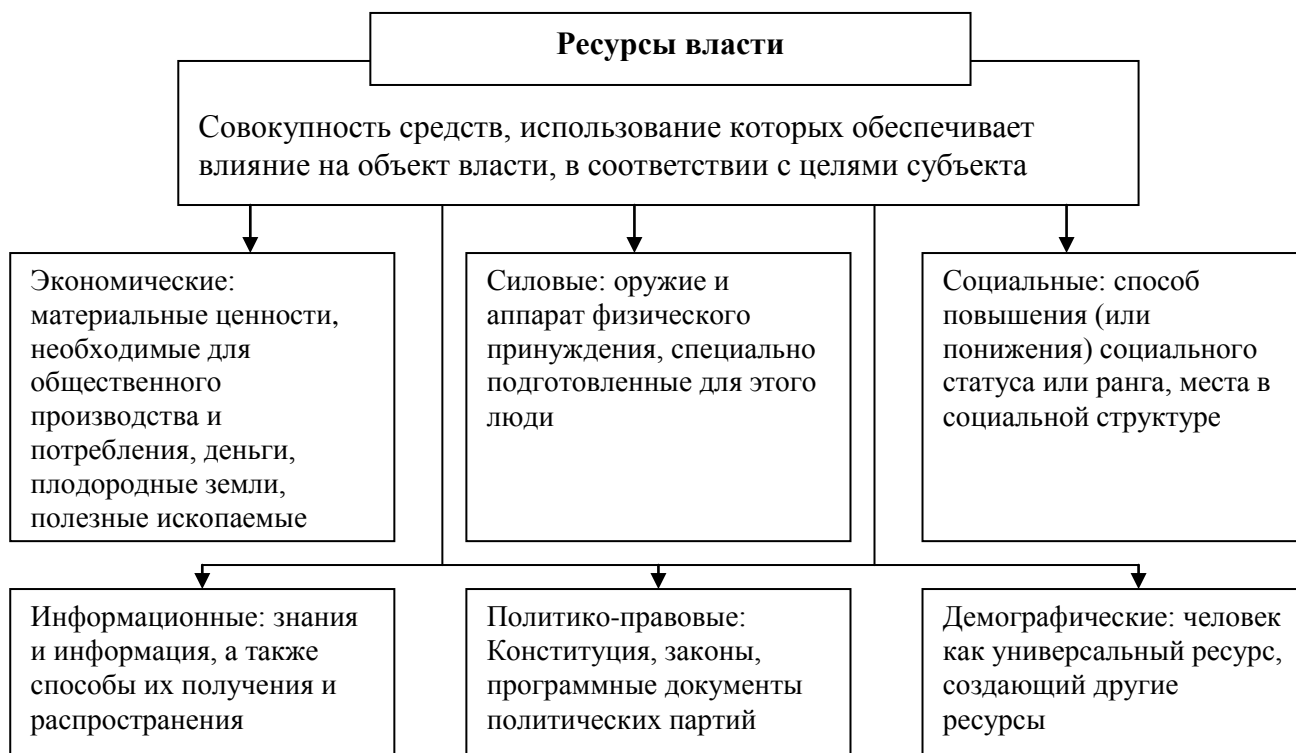 Ресурсы власти
Совокупность средств, использование которых обеспечивает
влияние на объект власти, в соответствии с целями субъекта
Экономические:
материальные ценности,
необходимые для
общественного
производства и
потребления, деньги,
плодородные земли,
полезные ископаемые
Силовые: оружие и
аппарат физического
принуждения, специально
подготовленные для этого
люди
Социальные: способ
повышения (или
понижения) социального
статуса или ранга, места в
социальной структуре
Информационные: знания
и информация, а также
способы их получения и
распространения
Политико-правовые:
Конституция, законы,
программные документы
политических партий
Демографические: человек
как универсальный ресурс,
создающий другие
ресурсы